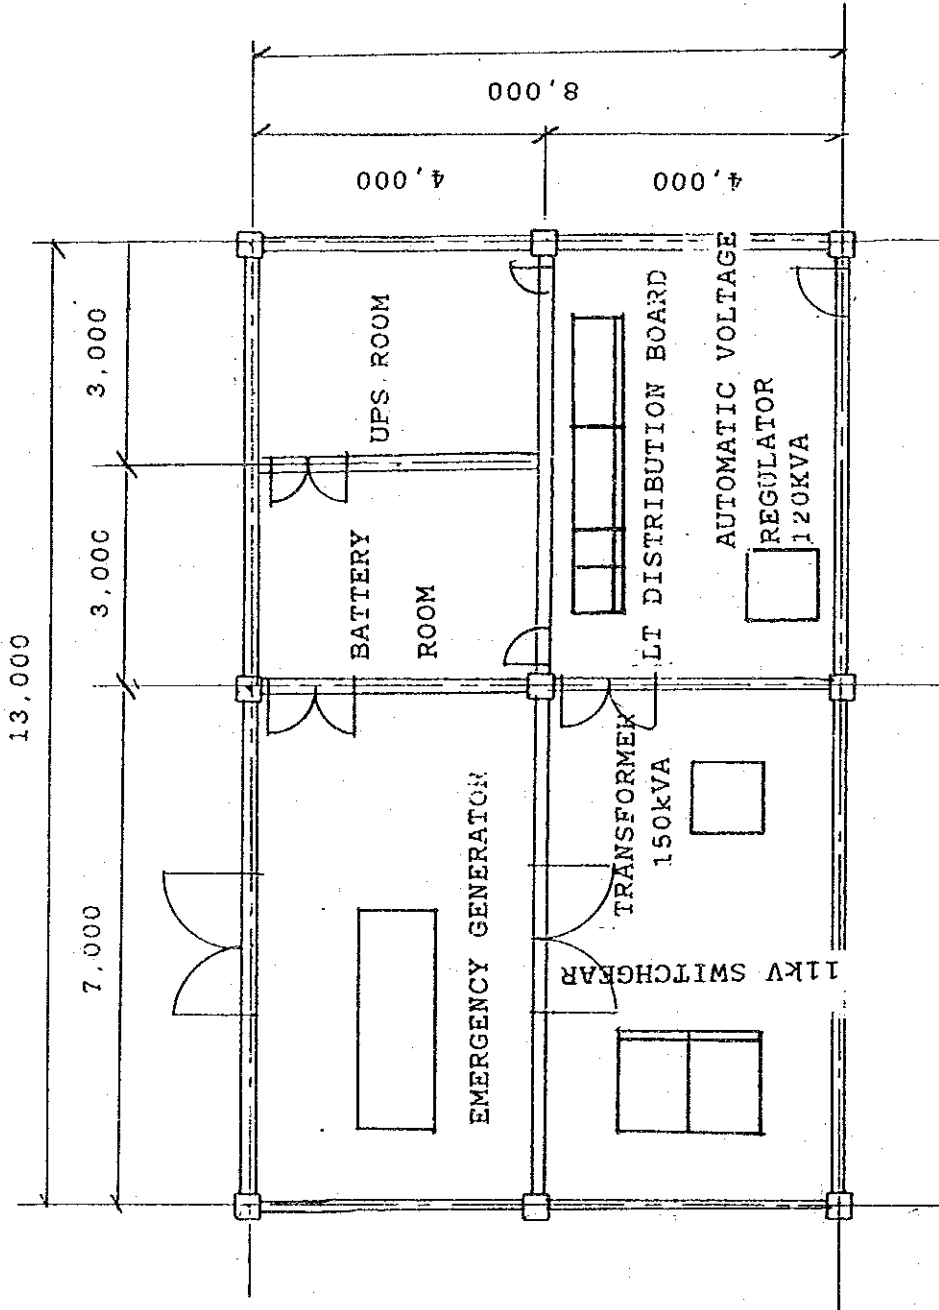 13,000
7,000
3,000
3,000
8,000
4,000
4,000
EMERGENCY GENERATOR
BATTERY
ROOM
UPS ROOM
11kV SWITCHGEAR
TRANSFORMER
150kVA
LT DISTRIBUTION BOARD
AUTOMATIC VOLTAGE
REGULATOR
120KVA